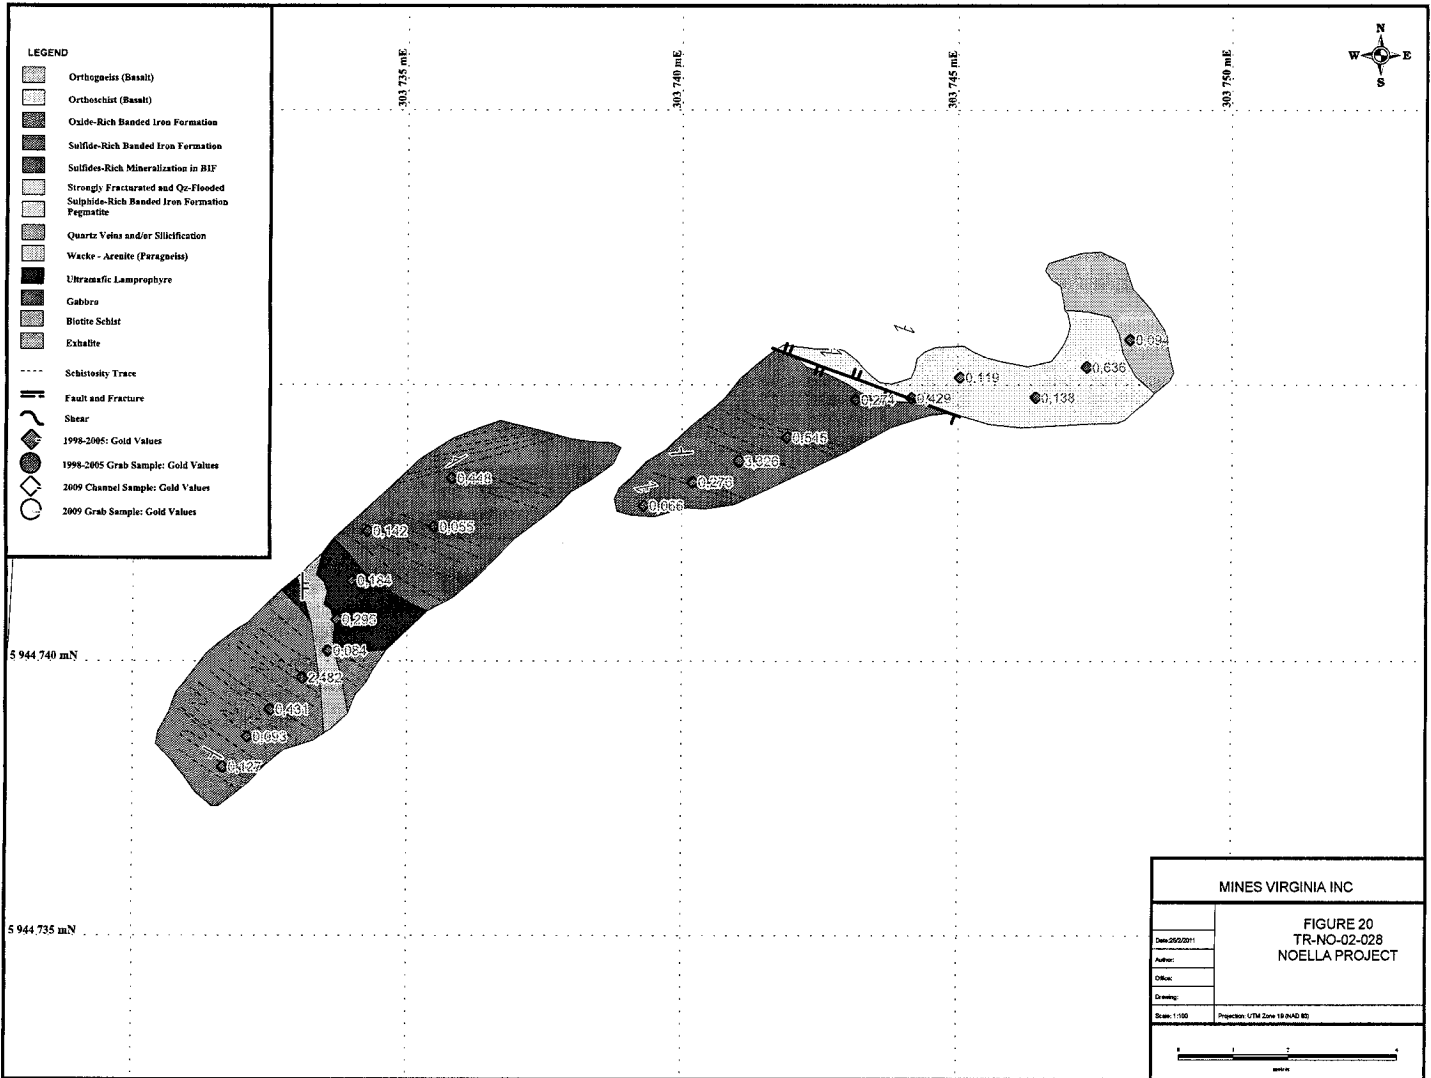 LEGEND
Orthogneiss (Basalt)
Orthoschist (Basalt)
Oxide-Rich Banded Iron Formation
Sulfide-Rich Banded Iron Formation
Sulfides-Rich Mineralization in BIF
Strongly Fracturated and Qz-Flooded
Sulphide-Rich Banded Iron Formation
Pegmatite
Quartz Veins and/or Silicification
Wacke - Arenite (Paragneiss)
Ultramafic Lamprophyre
Gabbro
Biotite Schist
Exhalite
Schistosity Trace
Fault and Fracture
Shear
1998-2005: Gold Values
1998-2005 Grab Sample: Gold Values
2009 Channel Sample: Gold Values
2009 Grab Sample: Gold Values
303 735 mE
303 740 mE
303 745 mE
303 750 mE
N
W E
S
0,094
0,636
0,119
0,138
0,429
0,274
0,545
3,326
0,066
0,448
0,142
0,055
0,184
0,295
0,084
2,482
0,431
0,093
0,127
5 944 740 mN
5 944 735 mN
MINES VIRGINIA INC
FIGURE 20
TR-NO-02-028
NOELLA PROJECT
Author:
Office:
Drawing:
Scale: 1:100
Projection: UTM Zone 19 (NAD 83)